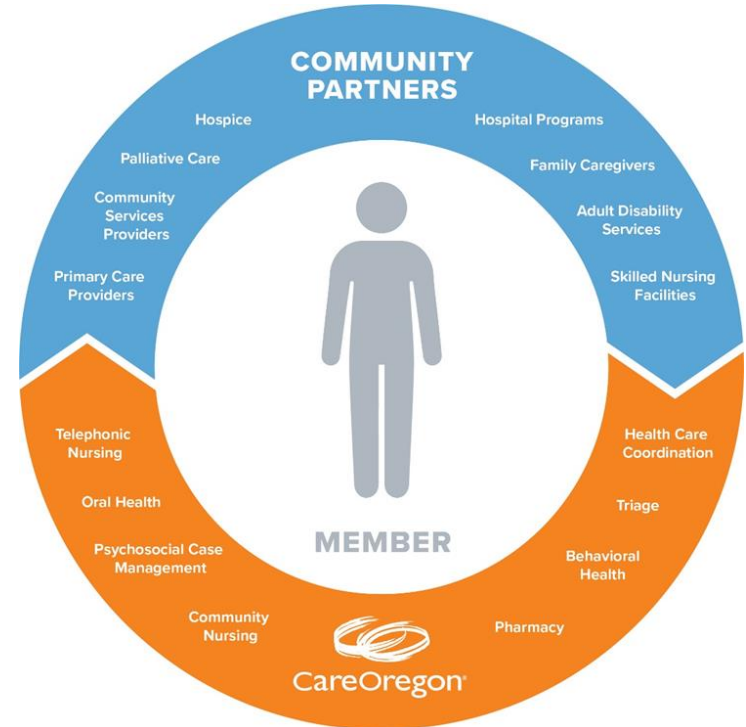 COMMUNITY
PARTNERS
Hospice
Hospital Programs
Palliative Care
Family Caregivers
Community
Services
Providers
Adult Disability
Services
Primary Care
Providers
Skilled Nursing
Facilities
Telephonic
Nursing
Health Care
Coordination
Oral Health
Triage
Psychosocial Case
Management
Behavioral
Health
Community
Nursing
Pharmacy
MEMBER
CareOregon®